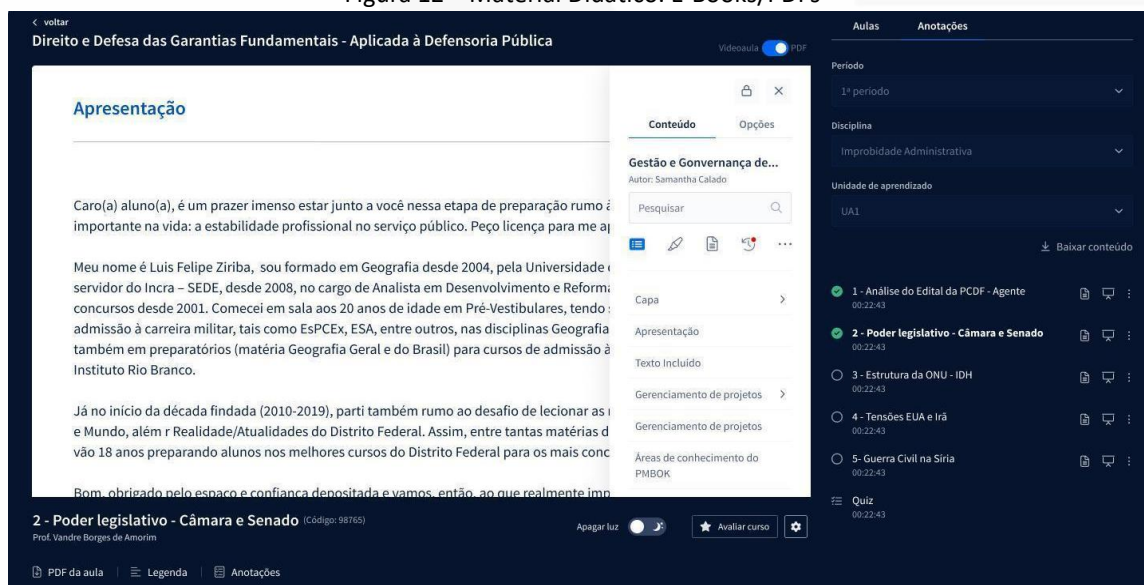 ‹ voltar
Direito e Defesa das Garantias Fundamentais - Aplicada à Defensoria Pública
Videoaula PDF
Apresentação
Caro(a) aluno(a), é um prazer imenso estar junto a você nessa etapa de preparação rumo
importante na vida: a estabilidade profissional no serviço público. Peço licença para me
Meu nome é Luis Felipe Ziriba, sou formado em Geografia desde 2004, pela Universidade
servidor do Incra – SEDE, desde 2008, no cargo de Analista em Desenvolvimento e
concursos desde 2001. Comecei em sala aos 20 anos de idade em Pré-Vestibulares, tendo
admissão à carreira militar, tais como EsPCEx, ESA, entre outros, nas disciplinas Geografia
também em preparatórios (matéria Geografia Geral e do Brasil) para cursos de admissão à
Instituto Rio Branco.
Já no início da década findada (2010-2019), parti também rumo ao desafio de lecionar as
e Mundo, além r Realidade/Atualidades do Distrito Federal. Assim, entre tantas matérias
vão 18 anos preparando alunos nos melhores cursos do Distrito Federal para os mais
Bom, obrigado pelo espaço e confiança depositada e vamos, então, ao que realmente
Conteúdo Opções
Gestão e Gonvernança de...
Autor: Samantha Calado
Pesquisar
Capa
Apresentação
Texto Incluído
Gerenciamento de projetos
Gerenciamento de projetos
Àreas de conhecimento do
PMBOK
2 - Poder legislativo - Câmara e Senado (Código: 98765)
Prof. Vandre Borges de Amorim
Apagar luz
Avaliar curso
PDF da aula | Legenda | Anotações
Aulas Anotações
Período
1º período
Disciplina
Improbidade Administrativa
Unidade de aprendizado
UA1
Baixar conteúdo
1 - Análise do Edital da PCDF - Agente
00:22:43
2 - Poder legislativo - Câmara e Senado
00:22:43
3 - Estrutura da ONU - IDH
00:22:43
4 - Tensões EUA e Irã
00:22:43
5- Guerra Civil na Síria
00:22:43
Quiz
00:22:43